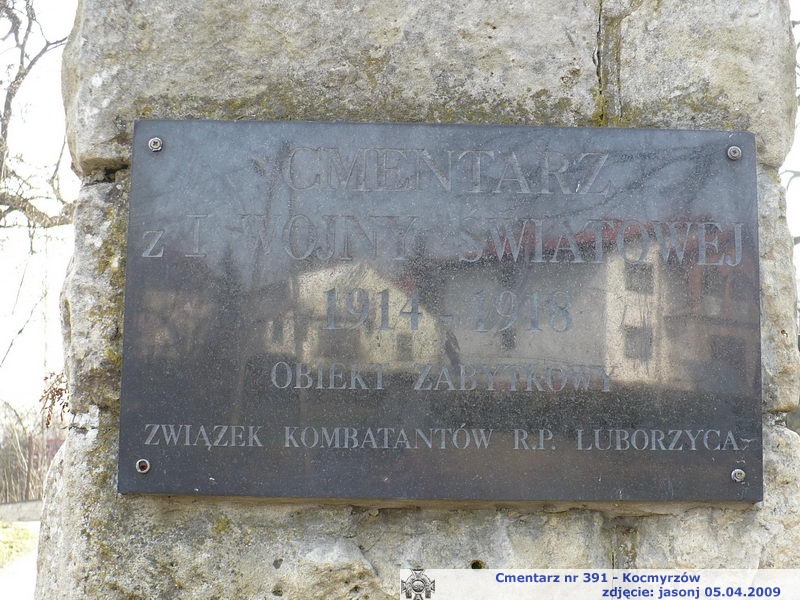 CMENTARZ
z I WOJNY ŚWIATOWEJ
1914 - 1918
OBIEKT ZABYTKOWY
ZWIĄZEK KOMBATANTÓW R.P. LUBORZYCA
Cmentarz nr 391 - Kocmyrzów
zdjęcie: jasonj 05.04.2009